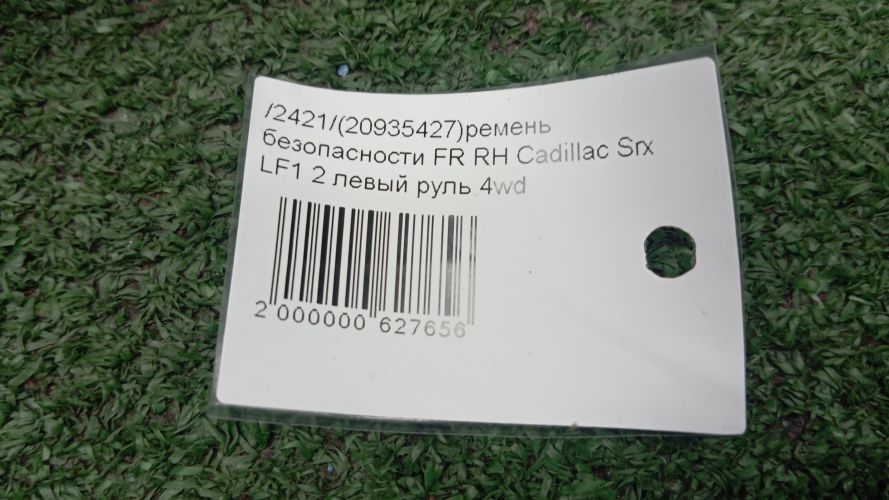 /2421/(20935427)ремень
безопасности FR RH Cadillac Srx
LF1 2 левый руль 4wd
2 000000 627656